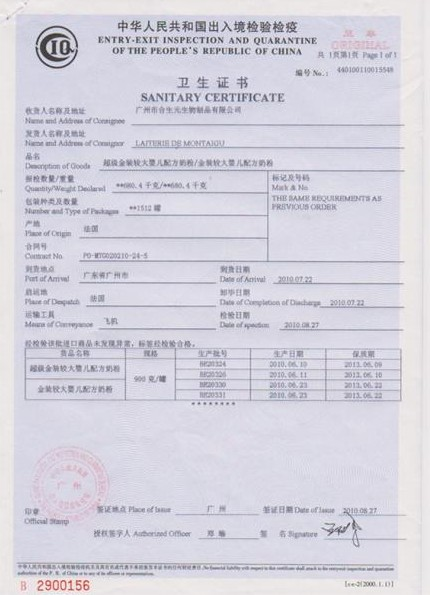 中华人民共和国出入境检验检疫
ENTRY-EXIT INSPECTION AND QUARANTINE
OF THE PEOPLE'S REPUBLIC OF CHINA
CIQ
正本
ORIGINAL
共 1 页第 1 页 Page 1 of 1
编号 No.: 440100110015548
卫生证书
SANITARY CERTIFICATE
收货人名称及地址
Name and Address of Consignee
广州市合生元生物制品有限公司
发货人名称及地址
Name and Address of Consignor
LAITERIE DE MONTAIGU
品名
Description of Goods
超级金装较大婴儿配方奶粉/金装较大婴儿配方奶粉
报检数量/重量
Quantity/Weight Declared
**680.4 千克/**680.4 千克
标记及号码
Mark & No
THE SAME REQUIREMENTS AS
PREVIOUS ORDER
包装种类及数量
Number and Type of Packages
**1512 罐
产地
Place of Origin
法国
合同号
Contract No.
PO-MYG020210-24-5
到货地点
Port of Arrival
广东省广州市
到货日期
Date of Arrival
2010.07.22
启运地
Place of Despatch
法国
卸毕日期
Date of Completion of Discharge
2010.07.22
运输工具
Means of Conveyance
飞机
检验日期
Date of spection
2010.08.27
经检验该批进口商品未发现异常，标签经检验合格。
货品名称 规格 生产批号 生产日期 保质期
超级金装较大婴儿配方奶粉 900 克/罐 BE20324 2010.06.10 2013.06.09
BE20326 2010.06.11 2013.06.10
金装较大婴儿配方奶粉 BE20330 2010.06.23 2013.06.22
BE20331 2010.06.23 2013.06.22
********
印章
Official Stamp
签证地点 Place of Issue 广州
签证日期 Date of Issue 2010.08.27
授权签字人 Authorized Officer 邓瑜
签名 Signature
中华人民共和国出入境检验检疫机关及其官员或代表不承担签发本证书的任何财经责任。No financial liability with respect to this certificate shall attach to the entry-exit inspection and quarantine
authorities of the P. R. of China or to any of its officers or representatives.
B 2900156
[c4-2(2000.1.1)]